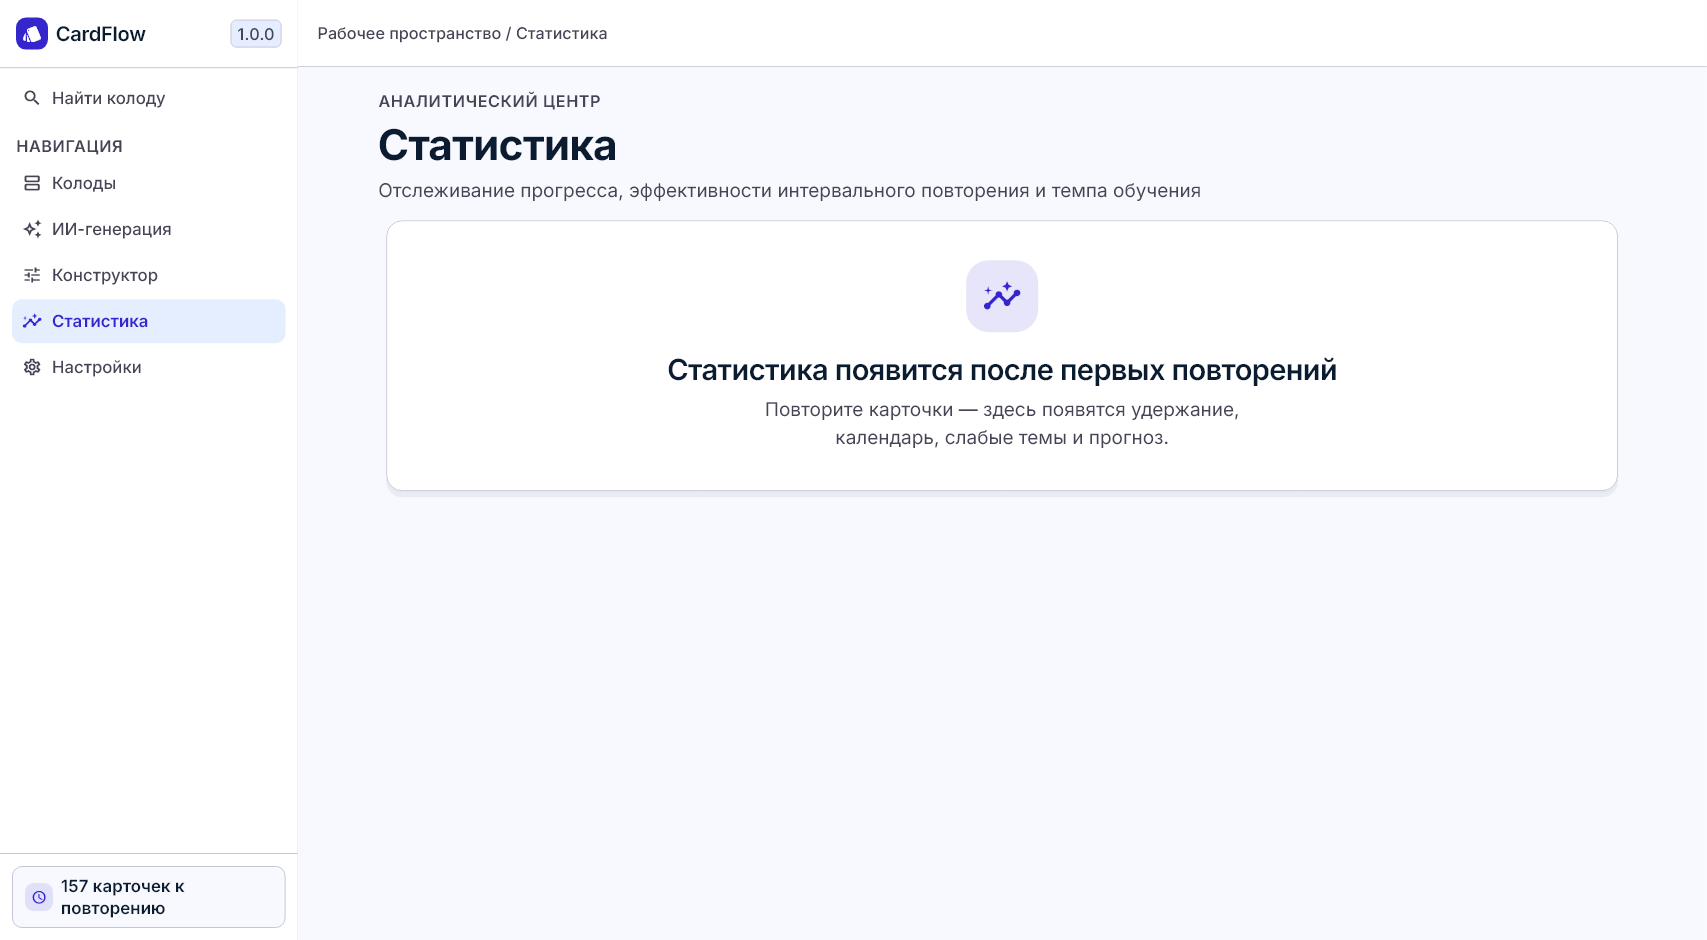 CardFlow
1.0.0
Рабочее пространство / Статистика
Найти колоду
НАВИГАЦИЯ
Колоды
ИИ-генерация
Конструктор
Статистика
Настройки
АНАЛИТИЧЕСКИЙ ЦЕНТР
Статистика
Отслеживание прогресса, эффективности интервального повторения и темпа обучения
Статистика появится после первых повторений
Повторите карточки — здесь появятся удержание,
календарь, слабые темы и прогноз.
157 карточек к
повторению